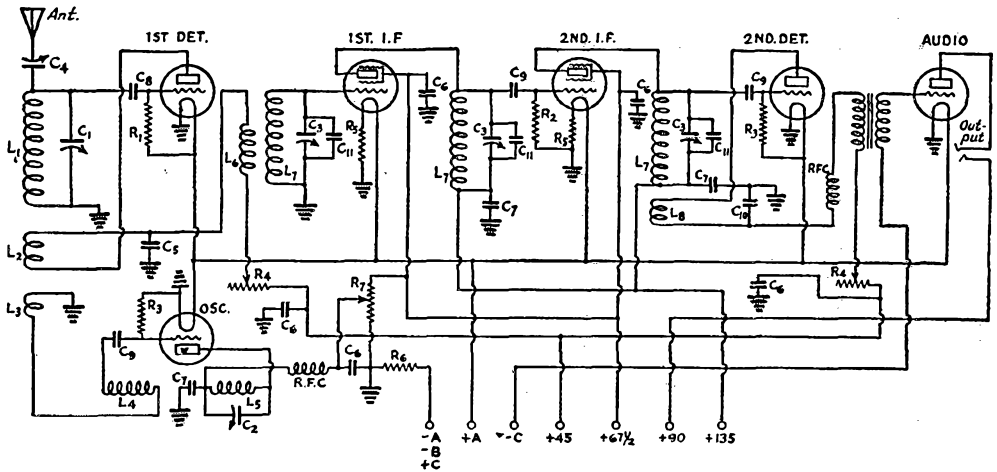 Ant.
1ST DET.
1ST. I.F
2ND. I.F.
2ND. DET.
AUDIO
C4
C8
C6
C9
C6
C9
Out-
put
L1
C1
R1
L6
L7
C3
C11
R5
L7
C3
C11
R2
R5
L7
C3
C11
R3
RFC
C7
C7
L2
C5
L8
C10
R4
R7
R4
C6
L3
R3
OSC.
C6
C9
C7
L4
L5
C2
R.F.C
C6
R6
-A
-B
+C
+A
-C
+45
+67½
+90
+135